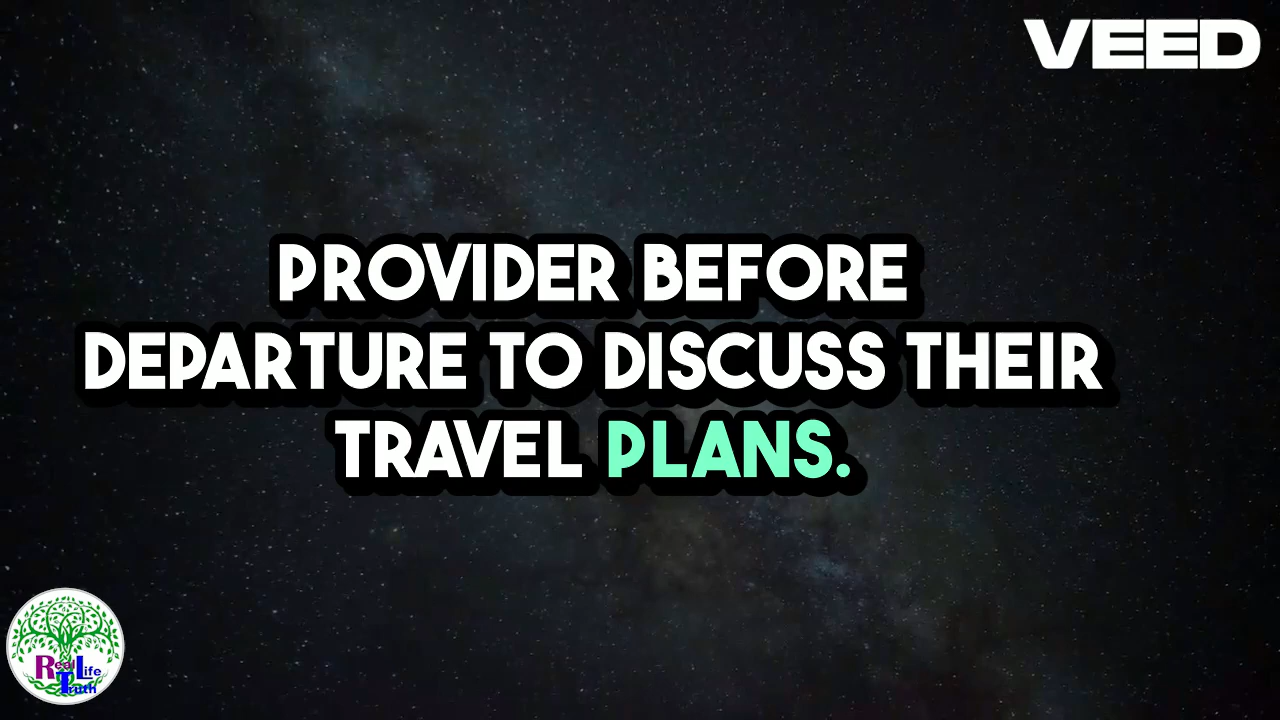 VEED
PROVIDER BEFORE
DEPARTURE TO DISCUSS THEIR
TRAVEL PLANS.
Real Life
Truth